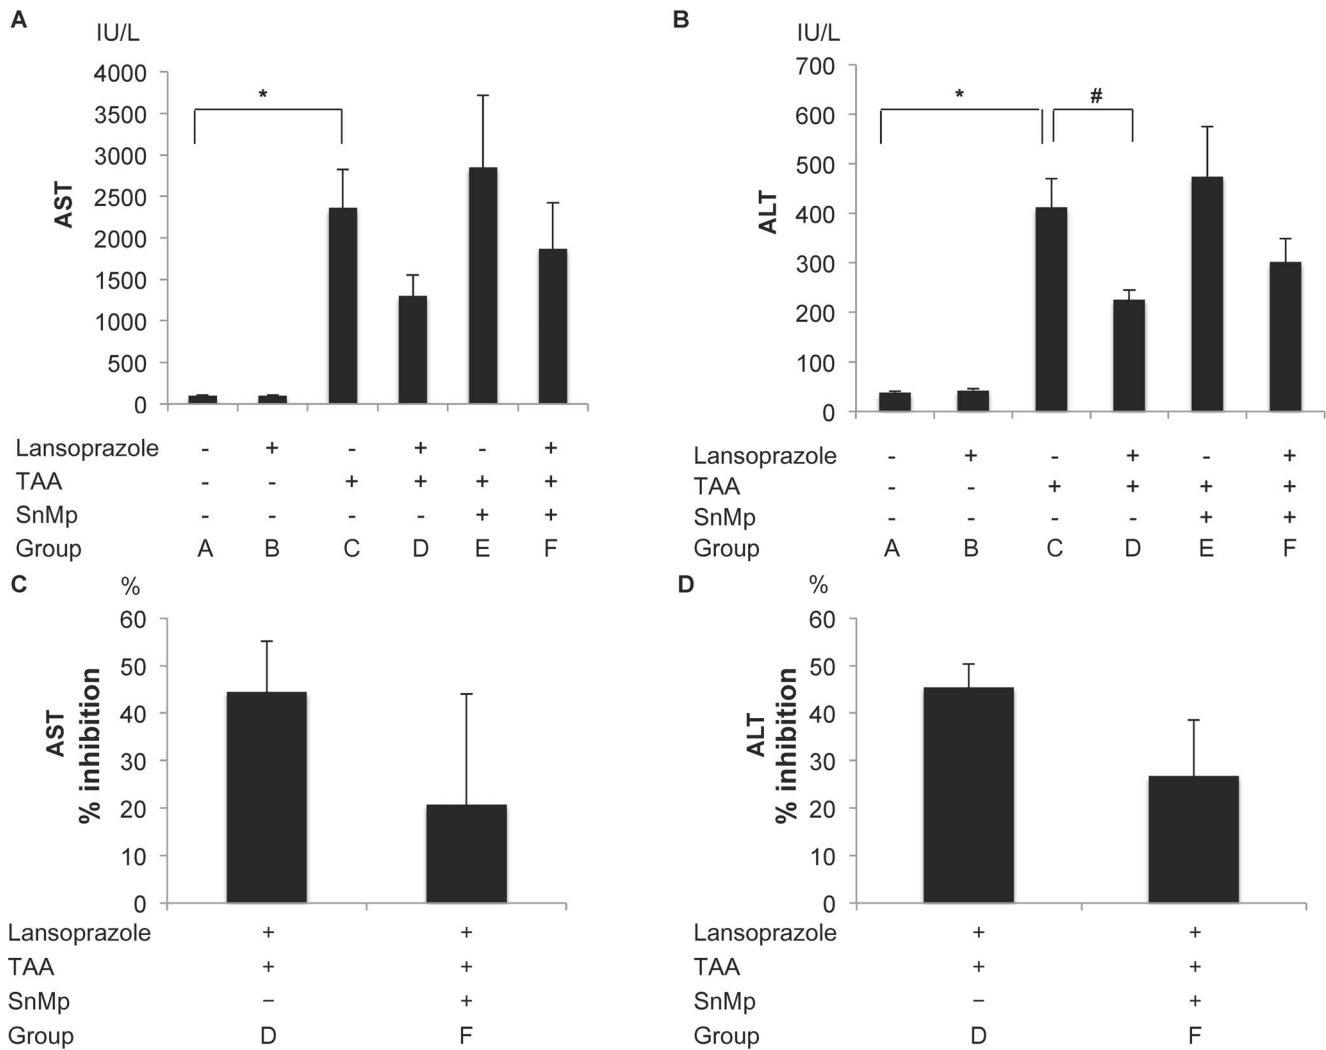 A
IU/L
4000
3500
3000
2500
2000
1500
1000
500
0
AST
*
Lansoprazole - + - + - +
TAA - - + + + +
SnMp - - - - + +
Group A B C D E F
B
IU/L
700
600
500
400
300
200
100
0
ALT
*
#
Lansoprazole - + - + - +
TAA - - + + + +
SnMp - - - - + +
Group A B C D E F
C
%
60
50
40
30
20
10
0
AST
% inhibition
Lansoprazole + +
TAA + +
SnMp − +
Group D F
D
%
60
50
40
30
20
10
0
ALT
% inhibition
Lansoprazole + +
TAA + +
SnMp − +
Group D F